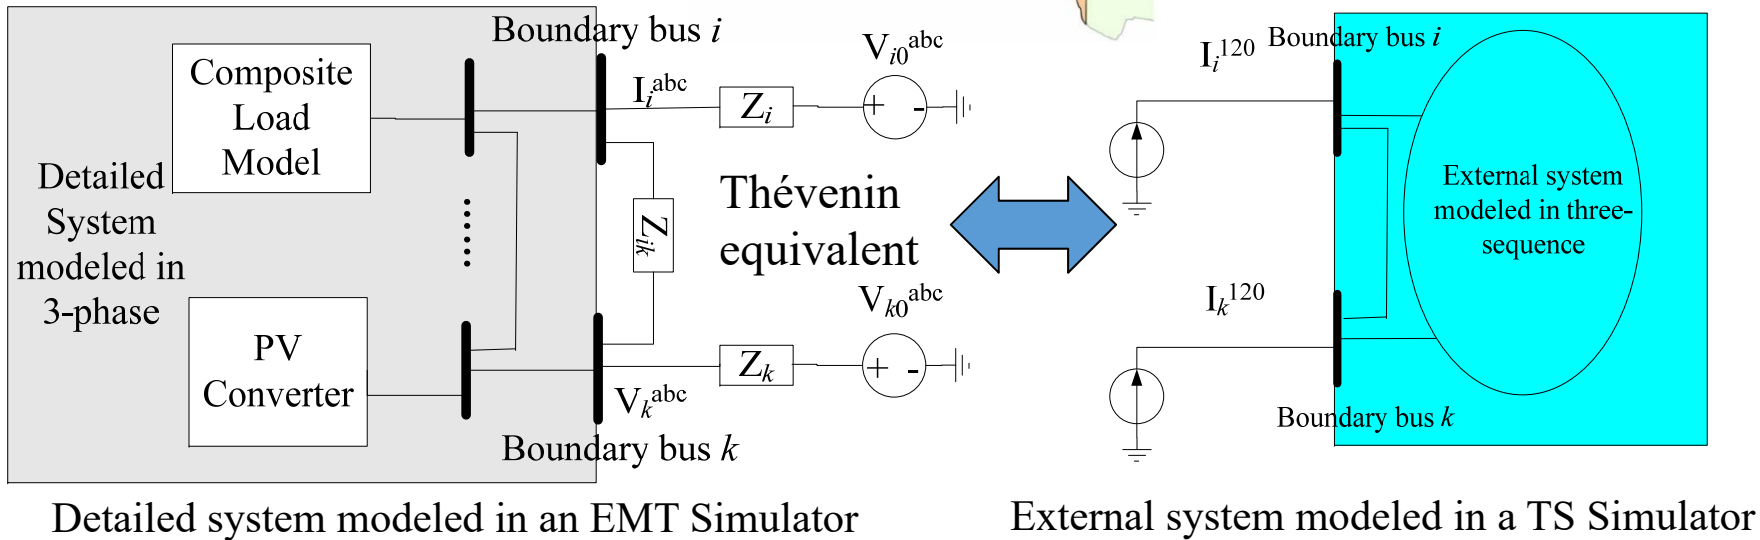 Boundary bus i
Composite
Load
Model
Detailed
System
modeled in
3-phase
PV
Converter
I_i^abc
Z_i
V_i0^abc
+
-
Z_ik
Thévenin
equivalent
V_k0^abc
Z_k
+
-
V_k^abc
Boundary bus k
Detailed system modeled in an EMT Simulator
I_i^120
Boundary bus i
External system
modeled in three-
sequence
I_k^120
Boundary bus k
External system modeled in a TS Simulator